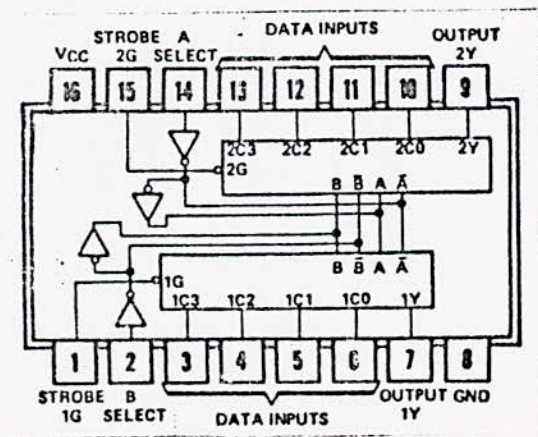 STROBE A DATA INPUTS OUTPUT
VCC 2G SELECT 2Y
16 15 14 13 12 11 10 9
2C3 2C2 2C1 2C0 2Y
2G
B B̅ A A̅
B B̅ A A̅
1G
1C3 1C2 1C1 1C0 1Y
1 2 3 4 5 6 7 8
STROBE B DATA INPUTS OUTPUT GND
1G SELECT 1Y